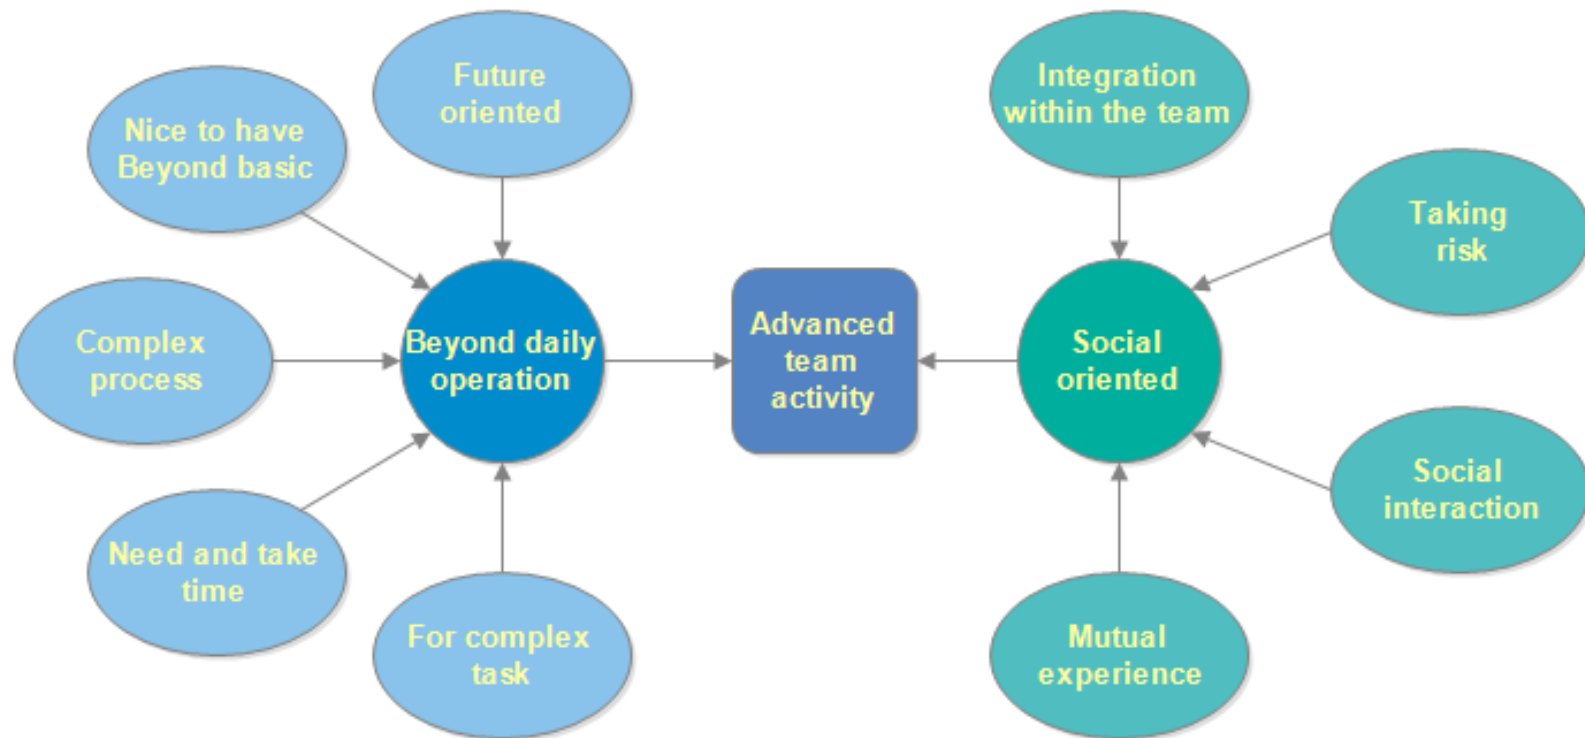 Future
oriented
Nice to have
Beyond basic
Complex
process
Need and take
time
For complex
task
Beyond daily
operation
Advanced
team
activity
Social
oriented
Integration
within the team
Taking
risk
Social
interaction
Mutual
experience